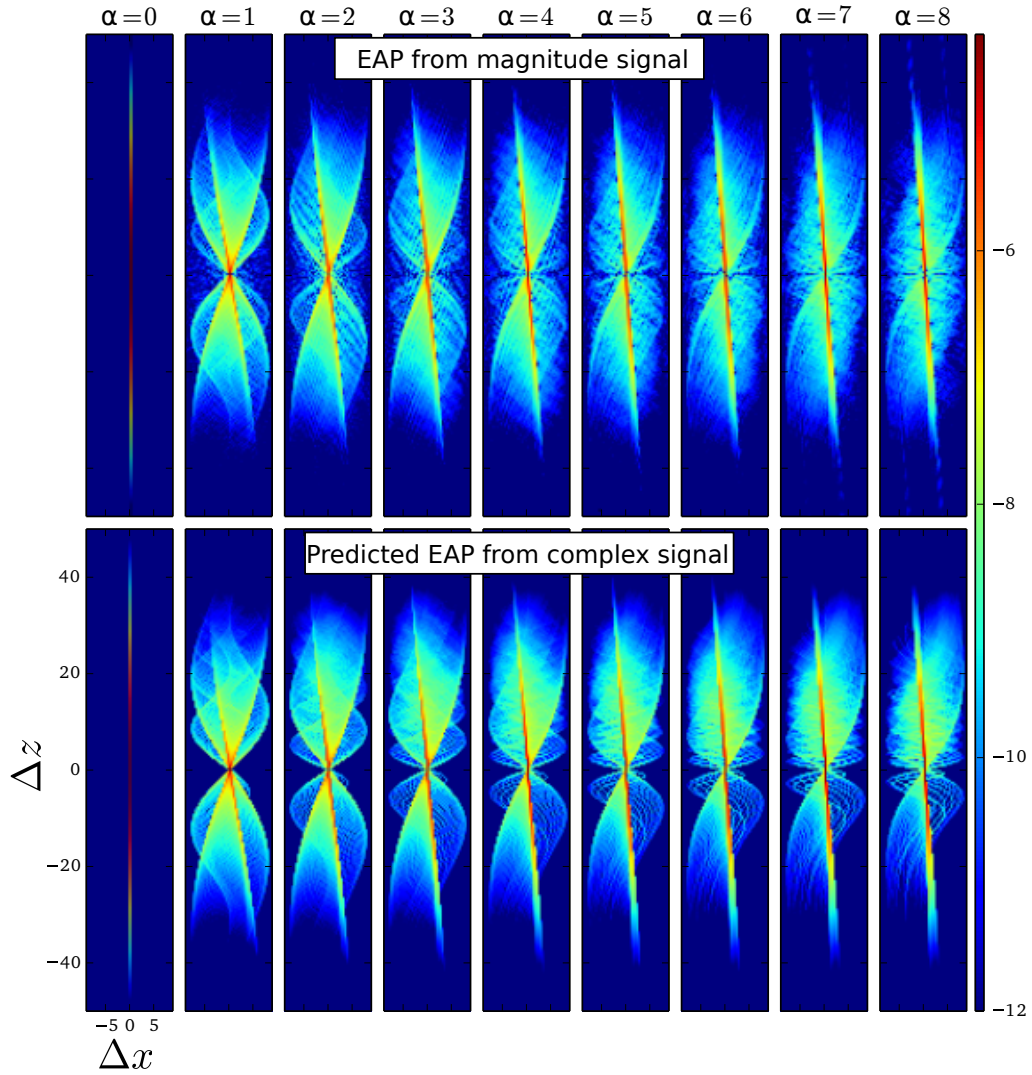 α=0 α=1 α=2 α=3 α=4 α=5 α=6 α=7 α=8
EAP from magnitude signal
−6
−8
Predicted EAP from complex signal
40
20
0
−20
−40
Δz
−10
−12
−5 0 5
Δx